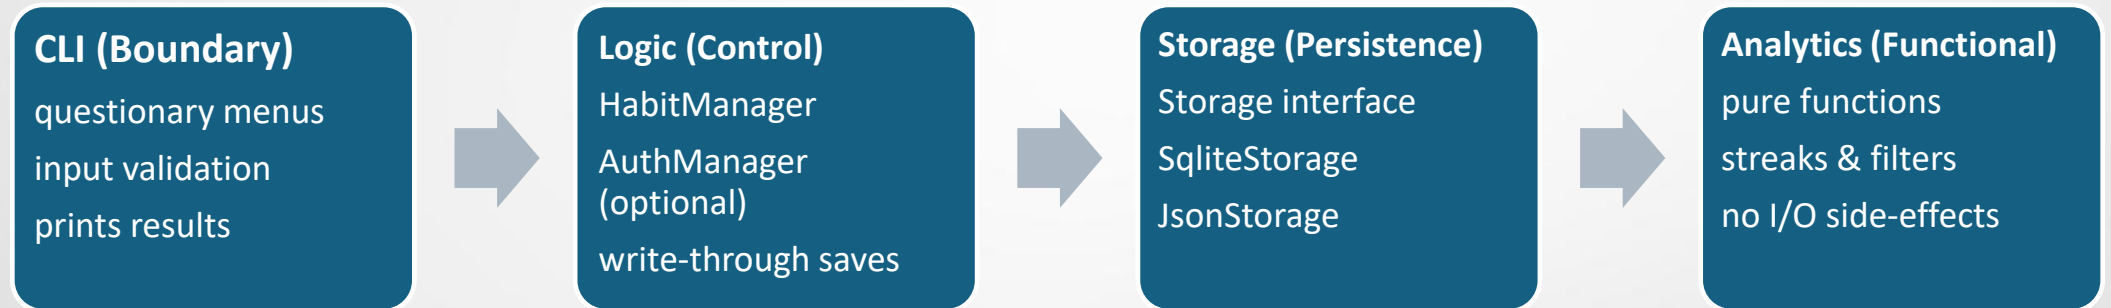 CLI (Boundary)
questionary menus
input validation
prints results
Logic (Control)
HabitManager
AuthManager
(optional)
write-through saves
Storage (Persistence)
Storage interface
SqliteStorage
JsonStorage
Analytics (Functional)
pure functions
streaks & filters
no I/O side-effects